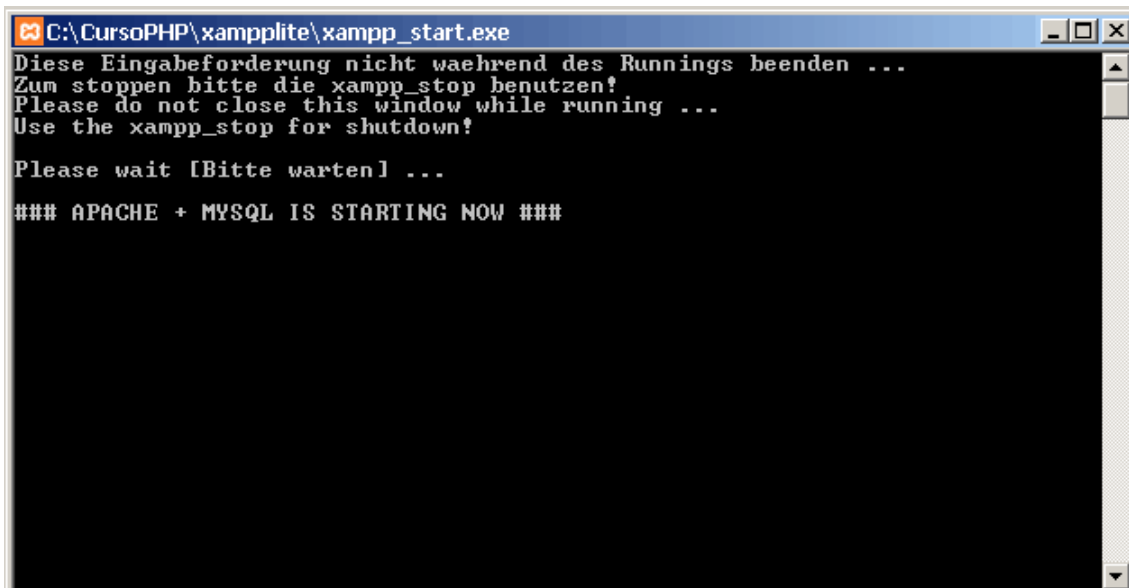 C:\CursoPHP\xampplite\xampp_start.exe
Diese Eingabeforderung nicht waehrend des Runnings beenden ...
Zum stoppen bitte die xampp_stop benutzen!
Please do not close this window while running ...
Use the xampp_stop for shutdown!
Please wait [Bitte warten] ...
### APACHE + MYSQL IS STARTING NOW ###